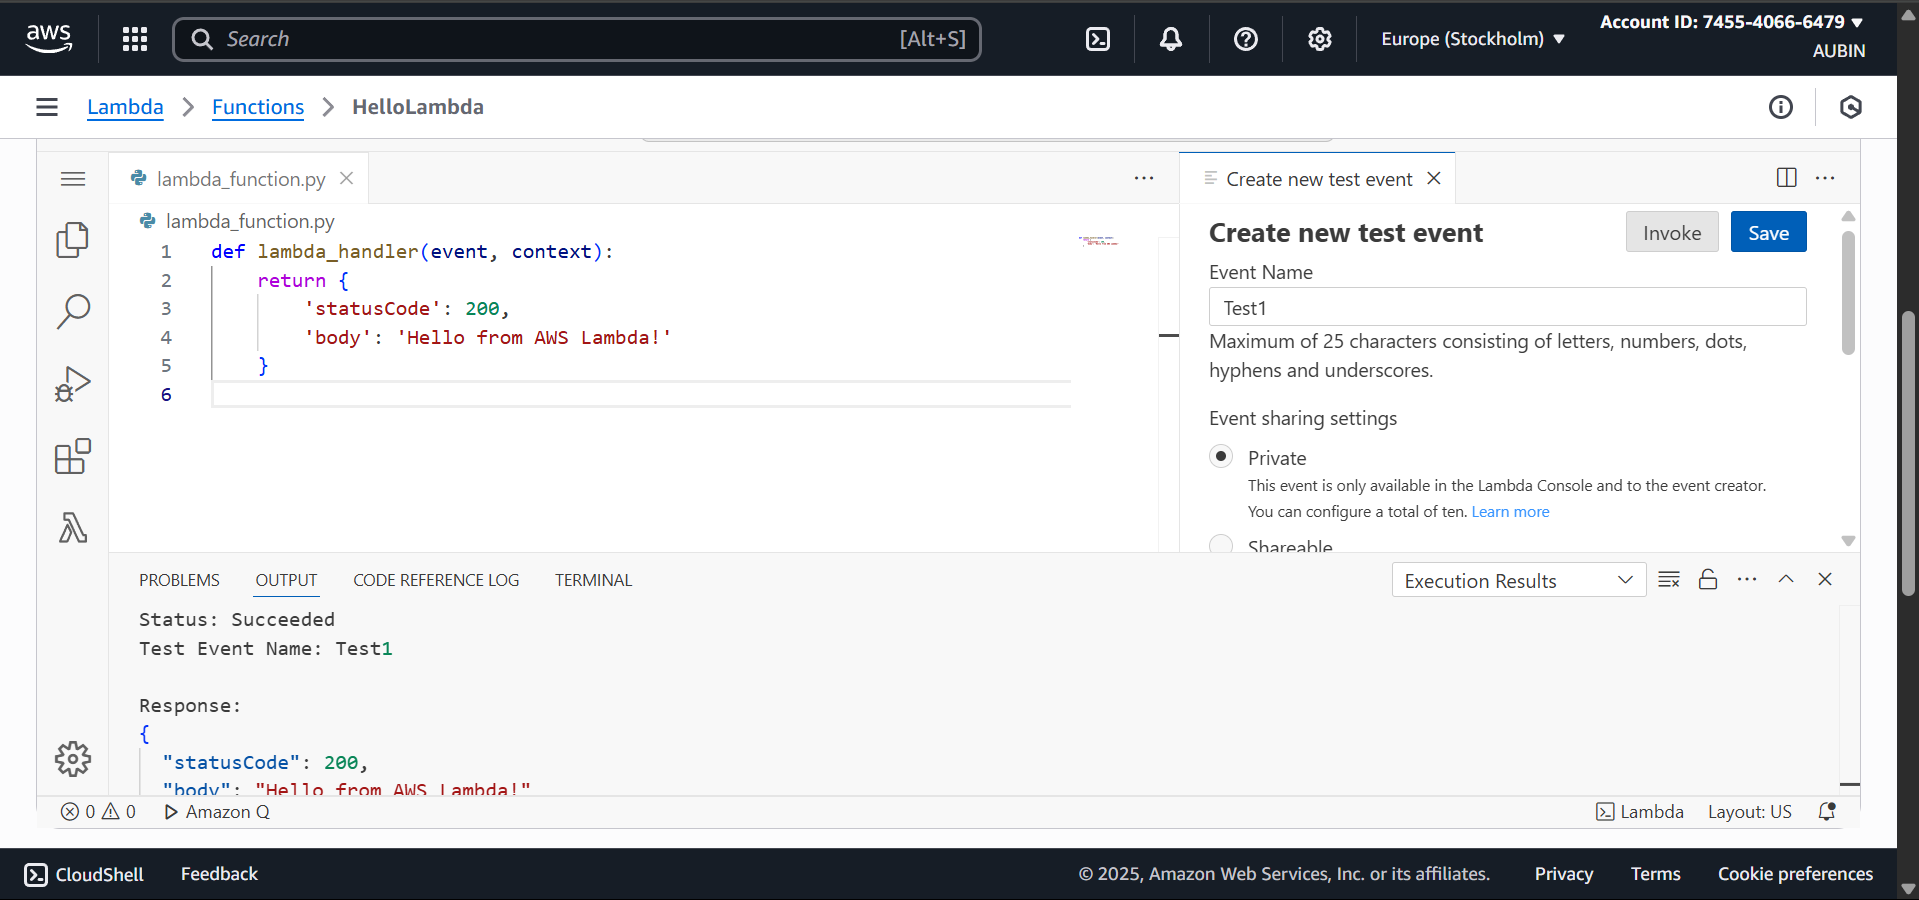 aws
Search
[Alt+S]
Europe (Stockholm)
Account ID: 7455-4066-6479
AUBIN
Lambda
Functions
HelloLambda
lambda_function.py
lambda_function.py
1 def lambda_handler(event, context):
2 return {
3 'statusCode': 200,
4 'body': 'Hello from AWS Lambda!'
5 }
6
Create new test event
Create new test event
Invoke
Save
Event Name
Test1
Maximum of 25 characters consisting of letters, numbers, dots,
hyphens and underscores.
Event sharing settings
Private
This event is only available in the Lambda Console and to the event creator.
You can configure a total of ten. Learn more
Shareable
PROBLEMS
OUTPUT
CODE REFERENCE LOG
TERMINAL
Execution Results
Status: Succeeded
Test Event Name: Test1
Response:
{
"statusCode": 200,
"body": "Hello from AWS Lambda!"
0 0
Amazon Q
Lambda
Layout: US
CloudShell
Feedback
© 2025, Amazon Web Services, Inc. or its affiliates.
Privacy
Terms
Cookie preferences